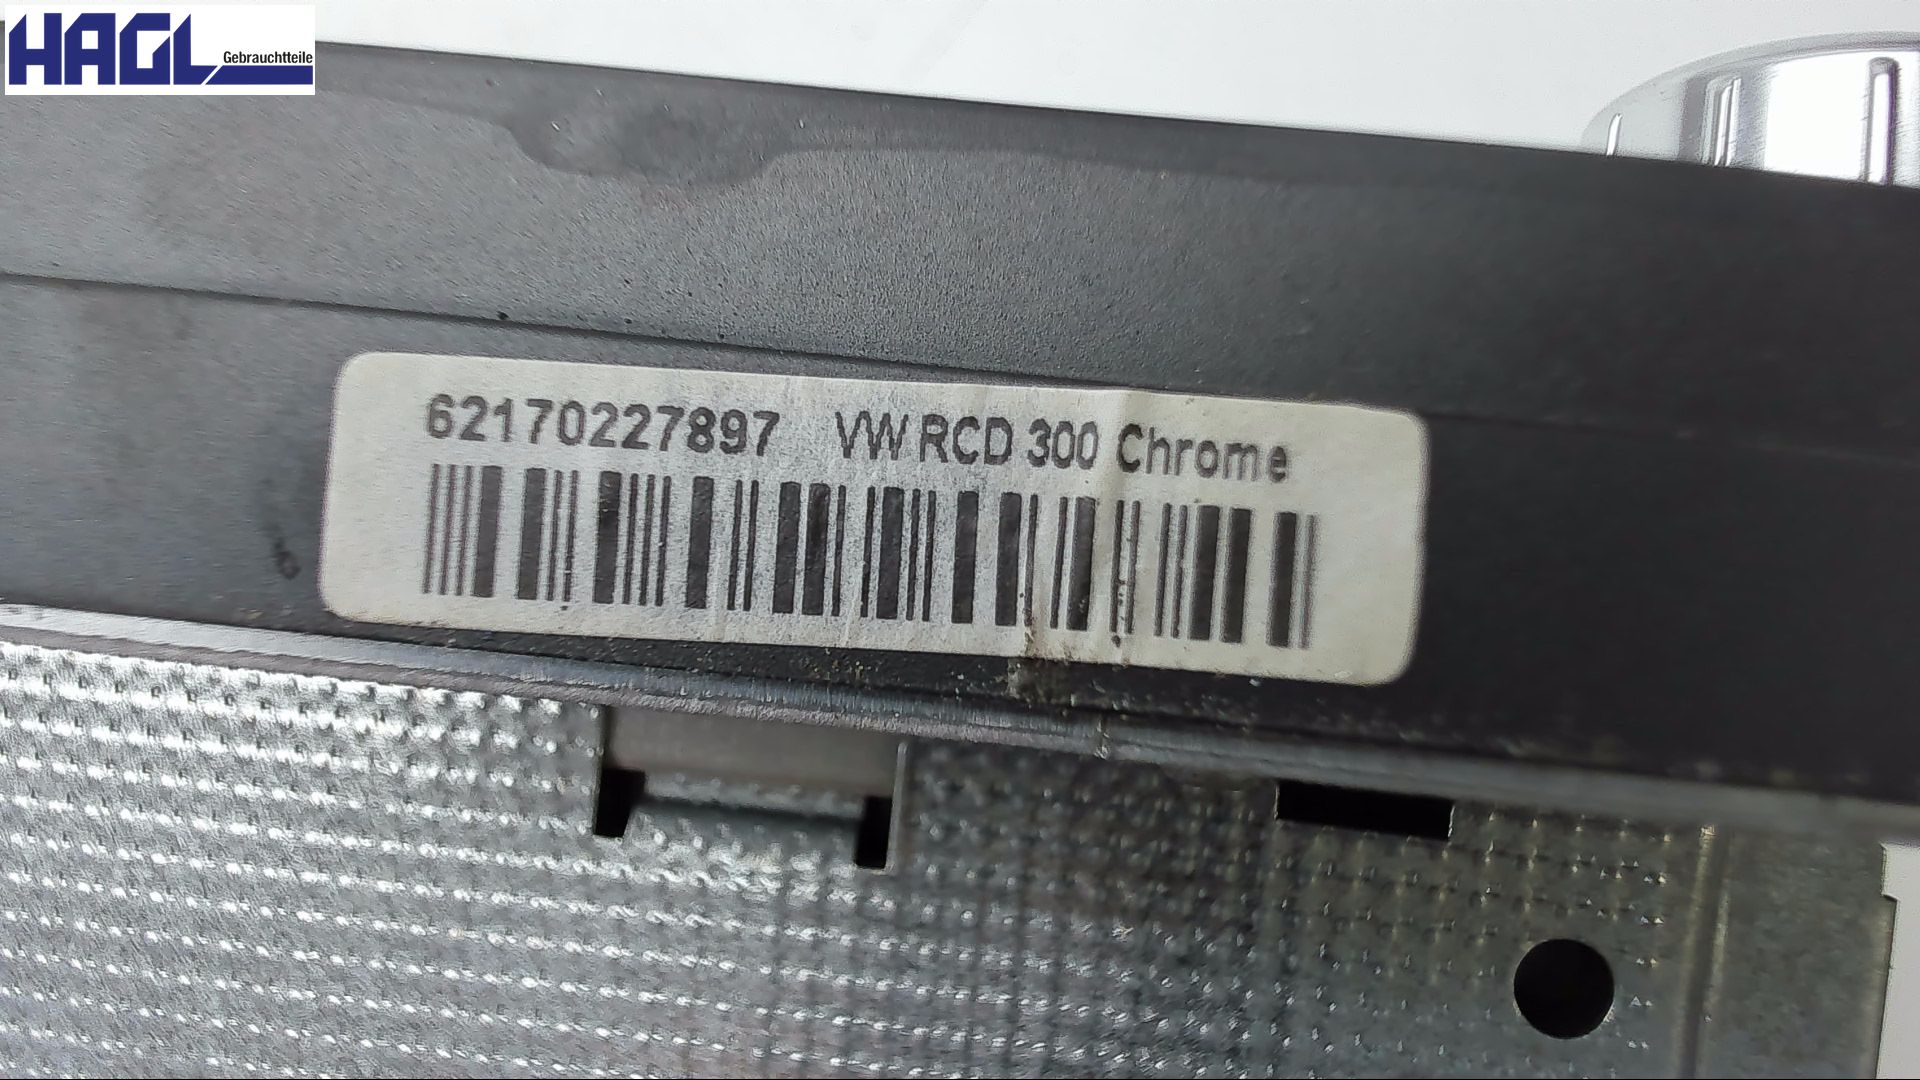 HAGL
Gebrauchtteile
62170227897 VW RCD 300 Chrome